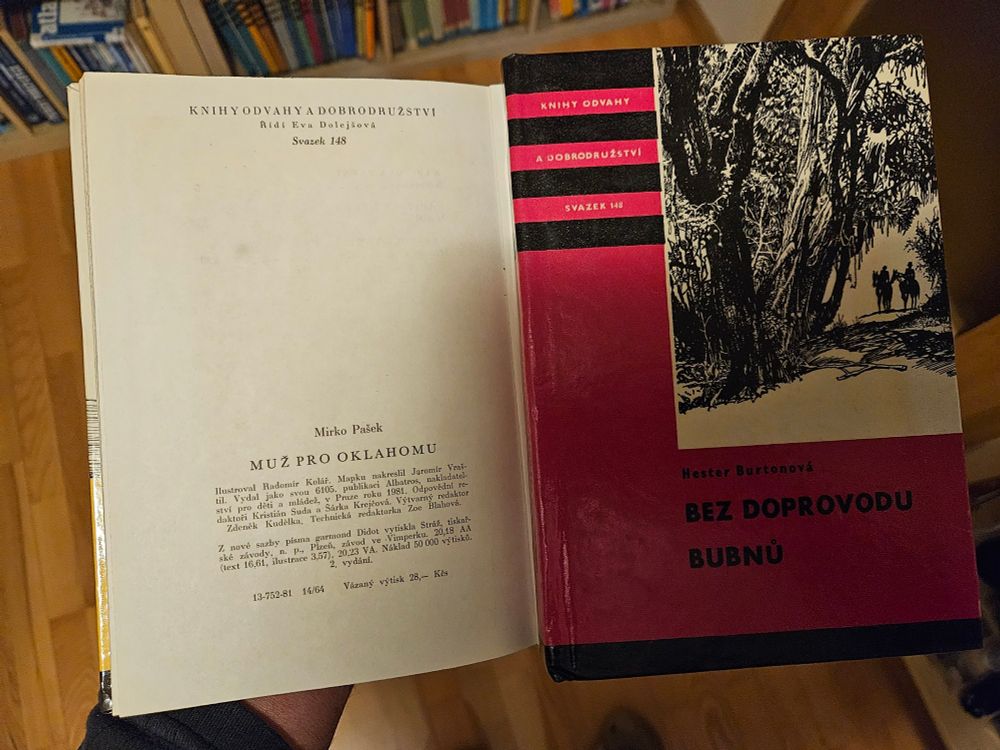 KNIHY ODVAHY A DOBRODRUŽSTVÍ
Řídí Eva Dolejšová
Svazek 148
Mirko Pašek
MUŽ PRO OKLAHOMU
Ilustroval Radomír Kolář. Mapku nakreslil Jaromír Vraš-
til. Vydal jako svou 6105. publikaci Albatros, nakladatel-
ství pro děti a mládež, v Praze roku 1981. Odpovědní re-
daktoři Kristián Suda a Šárka Krejčová. Výtvarný redaktor
Zdeněk Kudělka, Technická redaktorka Zoe Blahová.
Z nové sazby písma garmond Didot vytiskla Stráž, tiskař-
ské závody, n. p., Plzeň, závod ve Vimperku. 20,18 AA
(text 16,61, ilustrace 3,57), 20,23 VA. Náklad 50 000 výtisků.
2. vydání.
13-752-81 14/64 Vázaný výtisk 28,— Kčs
KNIHY ODVAHY
A DOBRODRUŽSTVÍ
SVAZEK 148
Hester Burtonová
BEZ DOPROVODU
BUBNŮ